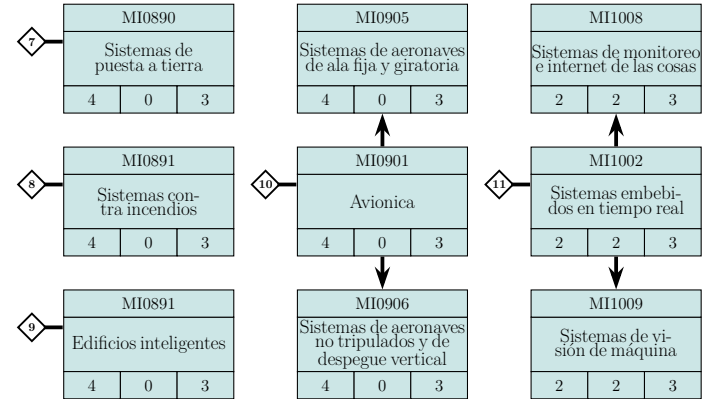 MI0890
7
Sistemas de
puesta a tierra
4 0 3
MI0905
Sistemas de aeronaves
de ala fija y giratoria
4 0 3
MI1008
Sistemas de monitoreo
e internet de las cosas
2 2 3
MI0891
8
Sistemas con-
tra incendios
4 0 3
MI0901
10
Avionica
4 0 3
MI1002
11
Sistemas embebi-
dos en tiempo real
2 2 3
MI0891
9
Edificios inteligentes
4 0 3
MI0906
Sistemas de aeronaves
no tripulados y de
despegue vertical
4 0 3
MI1009
Sistemas de vi-
sión de máquina
2 2 3